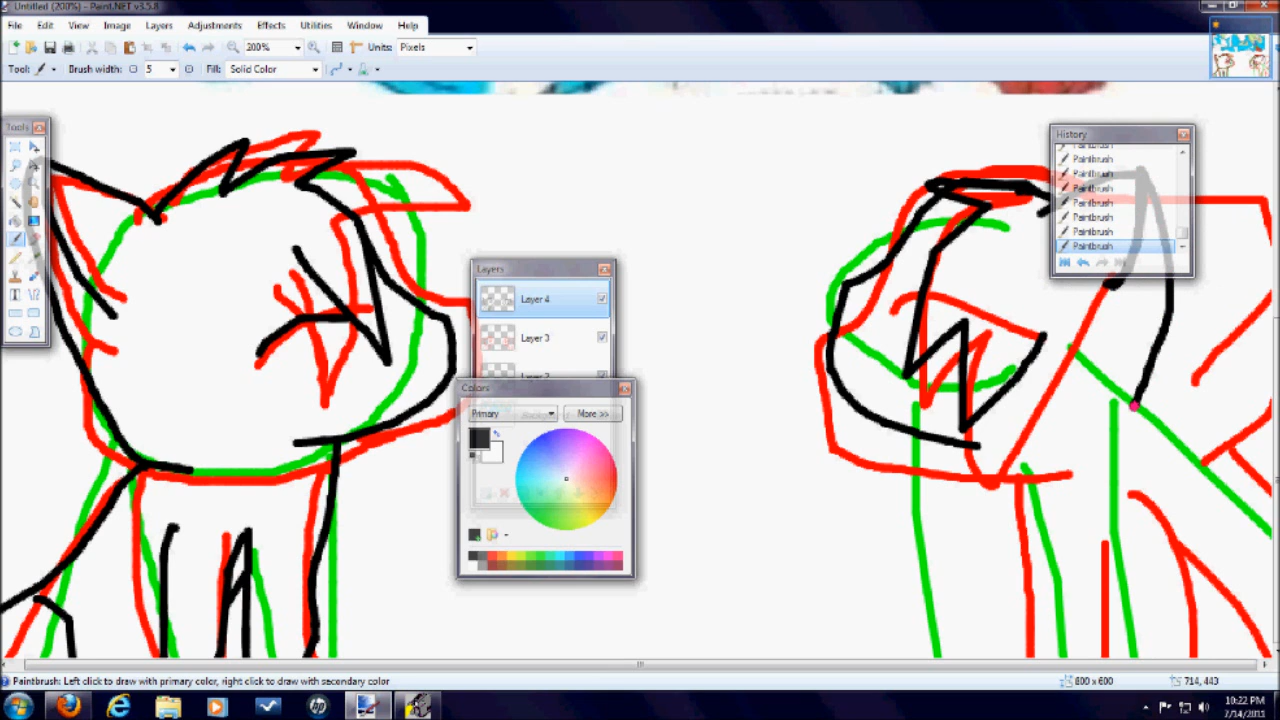 Untitled (200%) - Paint.NET v3.5.8
File Edit View Image Layers Adjustments Effects Utilities Window Help
200% Units: Pixels
Tool: Brush width: 5 Fill: Solid Color
Tools
History
Paintbrush
Paintbrush
Paintbrush
Paintbrush
Paintbrush
Paintbrush
Paintbrush
Paintbrush
Layers
Layer 4
Layer 3
Layer 2
Colors
Primary More >>
Paintbrush: Left click to draw with primary color, right click to draw with secondary color
800 x 600 714, 443
10:22 PM
7/14/2011